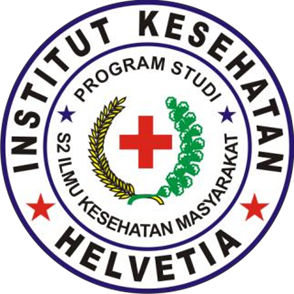 INSTITUT KESEHATAN
HELVETIA
PROGRAM STUDI
S2 ILMU KESEHATAN MASYARAKAT